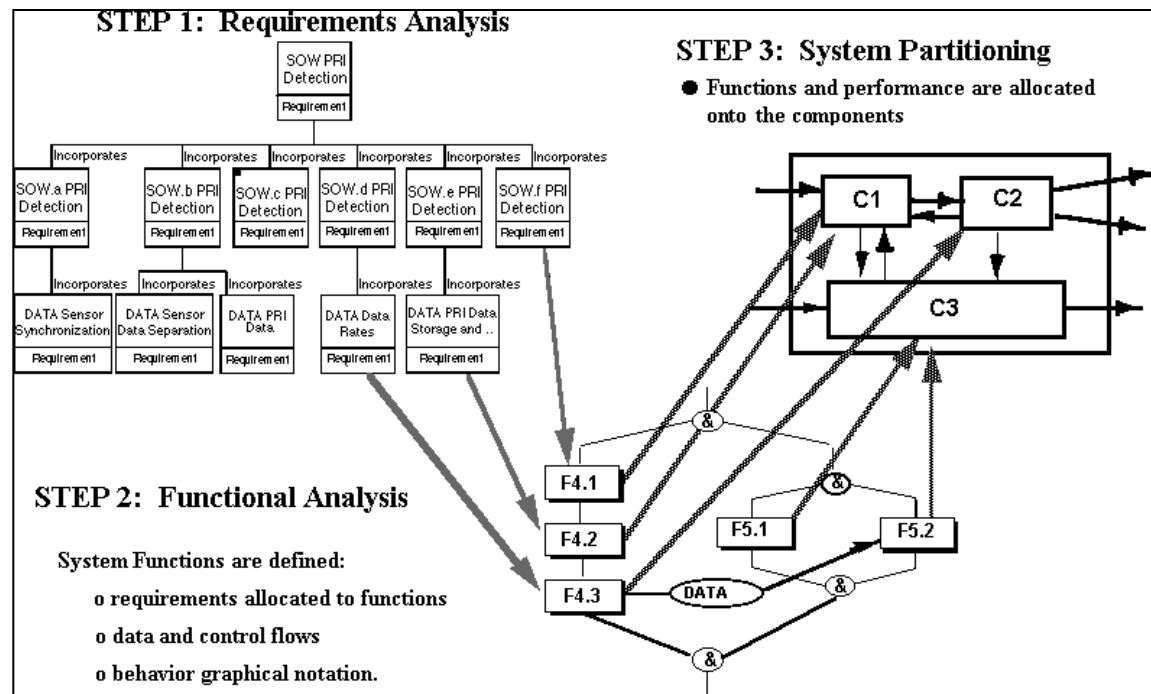 STEP 1: Requirements Analysis
SOW PRI
Detection
Requirement
Incorporates
Incorporates
Incorporates
Incorporates
Incorporates
Incorporates
SOW.a PRI
Detection
Requirement
SOW.b PRI
Detection
Requirement
SOW.c PRI
Detection
Requirement
SOW.d PRI
Detection
Requirement
SOW.e PRI
Detection
Requirement
SOW.f PRI
Detection
Requirement
Incorporates
Incorporates
Incorporates
Incorporates
Incorporates
DATA Sensor
Synchronization
Requirement
DATA Sensor
Data Separation
Requirement
DATA PRI
Data
Requirement
DATA Data
Rates
Requirement
DATA PRI Data
Storage and ..
Requirement
STEP 3: System Partitioning
● Functions and performance are allocated
onto the components
C1
C2
C3
STEP 2: Functional Analysis
System Functions are defined:
o requirements allocated to functions
o data and control flows
o behavior graphical notation.
&
F4.1
F4.2
F4.3
&
F5.1
F5.2
DATA
&
&